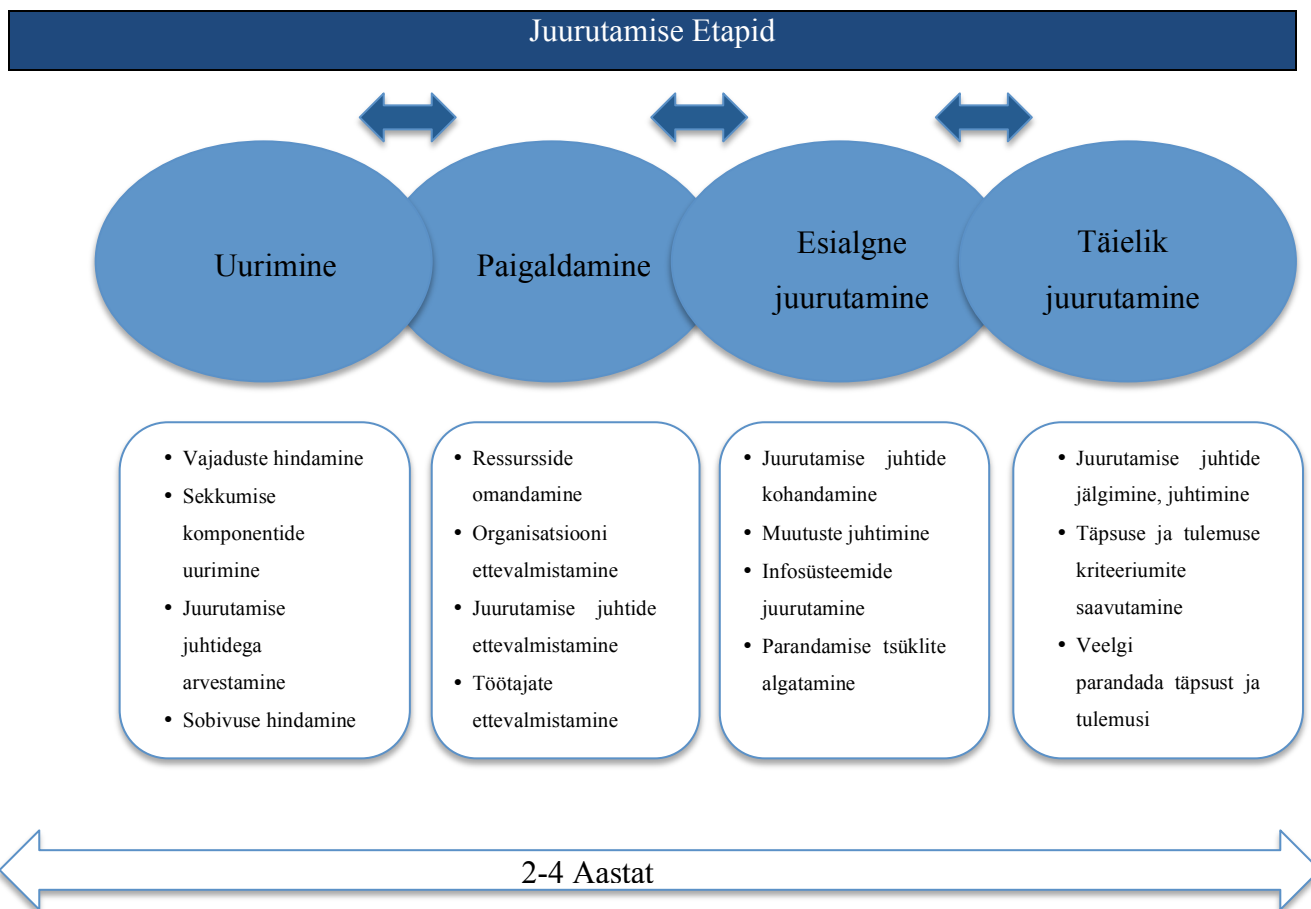 Juurutamise Etapid
Uurimine
Paigaldamine
Esialgne
juurutamine
Täielik
juurutamine
• Vajaduste hindamine
• Sekkumise
komponentide
uurimine
• Juurutamise
juhtidega
arvestamine
• Sobivuse hindamine
• Ressursside
omandamine
• Organisatsiooni
ettevalmistamine
• Juurutamise juhtide
ettevalmistamine
• Töötajate
ettevalmistamine
• Juurutamise juhtide
kohandamine
• Muutuste juhtimine
• Infosüsteemide
juurutamine
• Parandamise tsüklite
algatamine
• Juurutamise juhtide
jälgimine, juhtimine
• Täpsuse ja tulemuse
kriteeriumite
saavutamine
• Veelgi
parandada täpsust ja
tulemusi
2-4 Aastat